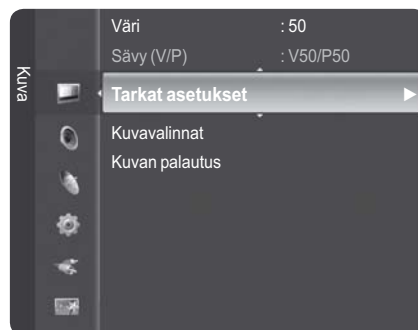 Kuva
Väri : 50
Sävy (V/P) : V50/P50
Tarkat asetukset
Kuvavalinnat
Kuvan palautus